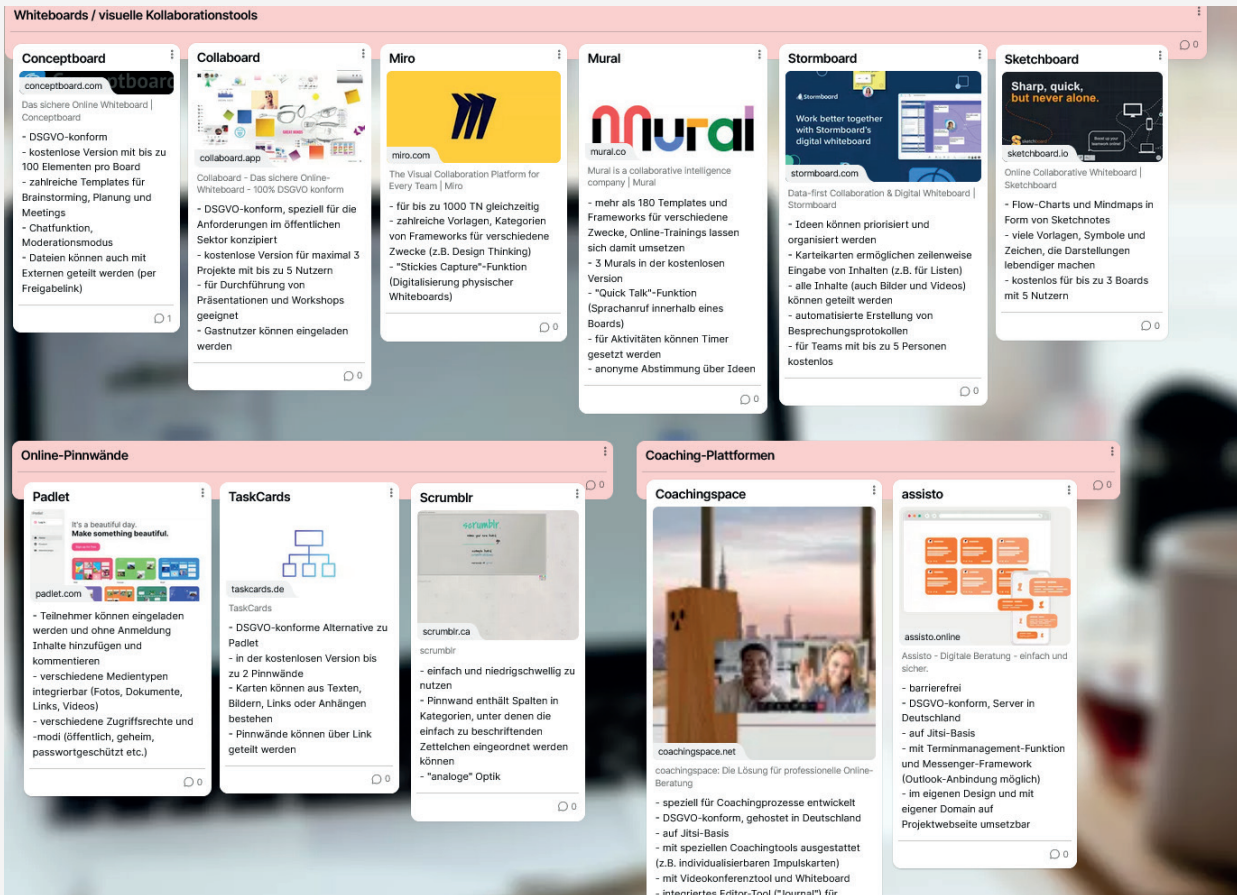 Whiteboards / visuelle Kollaborationstools
0
Conceptboard
Conceptboard
conceptboard.com
Das sichere Online Whiteboard |
Conceptboard
- DSGVO-konform
- kostenlose Version mit bis zu
100 Elementen pro Board
- zahlreiche Templates für
Brainstorming, Planung und
Meetings
- Chatfunktion,
Moderationsmodus
- Dateien können auch mit
Externen geteilt werden (per
Freigabelink)
1
Collaboard
collaboard.app
Collaboard - Das sichere Online-
Whiteboard - 100% DSGVO konform
- DSGVO-konform, speziell für die
Anforderungen im öffentlichen
Sektor konzipiert
- kostenlose Version für maximal 3
Projekte mit bis zu 5 Nutzern
- für Durchführung von
Präsentationen und Workshops
geeignet
- Gastnutzer können eingeladen
werden
0
Miro
miro.com
The Visual Collaboration Platform for
Every Team | Miro
- für bis zu 1000 TN gleichzeitig
- zahlreiche Vorlagen, Kategorien
von Frameworks für verschiedene
Zwecke (z.B. Design Thinking)
- "Stickies Capture"-Funktion
(Digitalisierung physischer
Whiteboards)
0
Mural
mural
mural.co
Mural is a collaborative intelligence
company | Mural
- mehr als 180 Templates und
Frameworks für verschiedene
Zwecke, Online-Trainings lassen
sich damit umsetzen
- 3 Murals in der kostenlosen
Version
- "Quick Talk"-Funktion
(Sprachanruf innerhalb eines
Boards)
- für Aktivitäten können Timer
gesetzt werden
- anonyme Abstimmung über Ideen
0
Stormboard
Stormboard
Work better together
with Stormboard's
digital whiteboard
stormboard.com
Data-first Collaboration & Digital Whiteboard |
Stormboard
- Ideen können priorisiert und
organisiert werden
- Karteikarten ermöglichen zeilenweise
Eingabe von Inhalten (z.B. für Listen)
- alle Inhalte (auch Bilder und Videos)
können geteilt werden
- automatisierte Erstellung von
Besprechungsprotokollen
- für Teams mit bis zu 5 Personen
kostenlos
0
Sketchboard
Sharp, quick,
but never alone.
sketchboard.io
Online Collaborative Whiteboard |
Sketchboard
- Flow-Charts und Mindmaps in
Form von Sketchnotes
- viele Vorlagen, Symbole und
Zeichen, die Darstellungen
lebendiger machen
- kostenlos für bis zu 3 Boards
mit 5 Nutzern
0
Online-Pinnwände
0
Padlet
It's a beautiful day.
Make something beautiful.
padlet.com
- Teilnehmer können eingeladen
werden und ohne Anmeldung
Inhalte hinzufügen und
kommentieren
- verschiedene Medientypen
integrierbar (Fotos, Dokumente,
Links, Videos)
- verschiedene Zugriffsrechte und
-modi (öffentlich, geheim,
passwortgeschützt etc.)
0
TaskCards
taskcards.de
TaskCards
- DSGVO-konforme Alternative zu
Padlet
- in der kostenlosen Version bis
zu 2 Pinnwände
- Karten können aus Texten,
Bildern, Links oder Anhängen
bestehen
- Pinnwände können über Link
geteilt werden
0
Scrumblr
scrumblr
scrumblr.ca
scrumblr
- einfach und niedrigschwellig zu
nutzen
- Pinnwand enthält Spalten in
Kategorien, unter denen die
einfach zu beschriftenden
Zettelchen eingeordnet werden
können
- "analoge" Optik
0
Coaching-Plattformen
0
Coachingspace
coachingspace.net
coachingspace: Die Lösung für professionelle Online-
Beratung
- speziell für Coachingprozesse entwickelt
- DSGVO-konform, gehostet in Deutschland
- auf Jitsi-Basis
- mit speziellen Coachingtools ausgestattet
(z.B. individualisierbaren Impulskarten)
- mit Videokonferenztool und Whiteboard
- integriertes Editor-Tool ("Journal") für
assisto
assisto.online
Assisto - Digitale Beratung - einfach und
sicher.
- barrierefrei
- DSGVO-konform, Server in
Deutschland
- auf Jitsi-Basis
- mit Terminmanagement-Funktion
und Messenger-Framework
(Outlook-Anbindung möglich)
- im eigenen Design und mit
eigener Domain auf
Projektwebseite umsetzbar
0